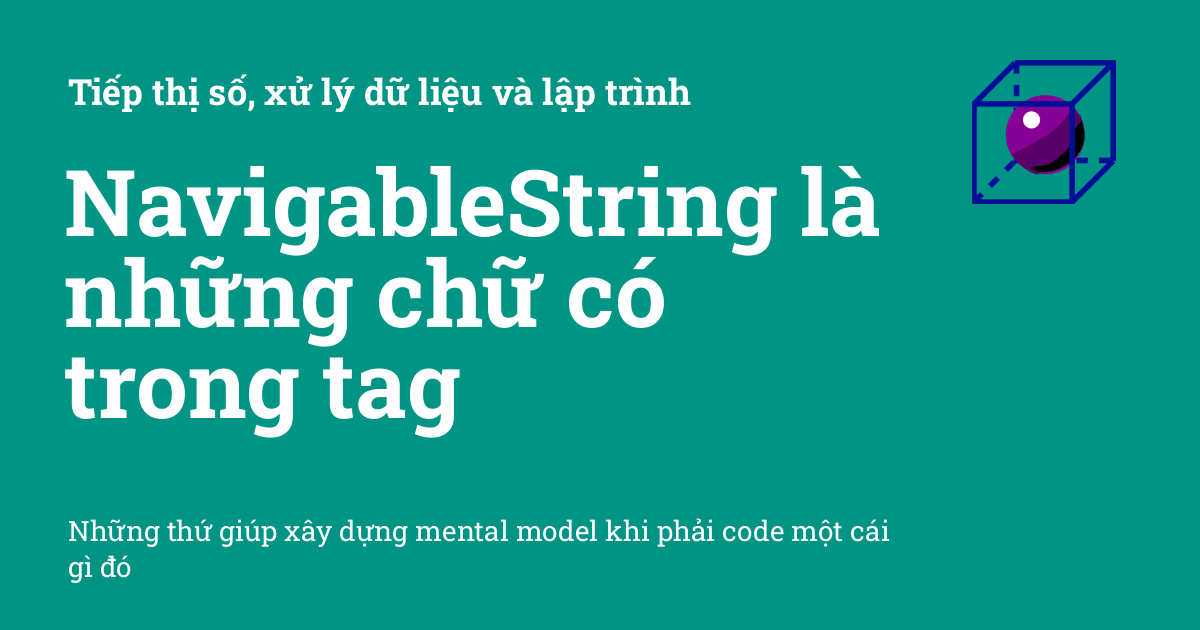 Tiếp thị số, xử lý dữ liệu và lập trình
NavigableString là
những chữ có
trong tag
Những thứ giúp xây dựng mental model khi phải code một cái
gì đó